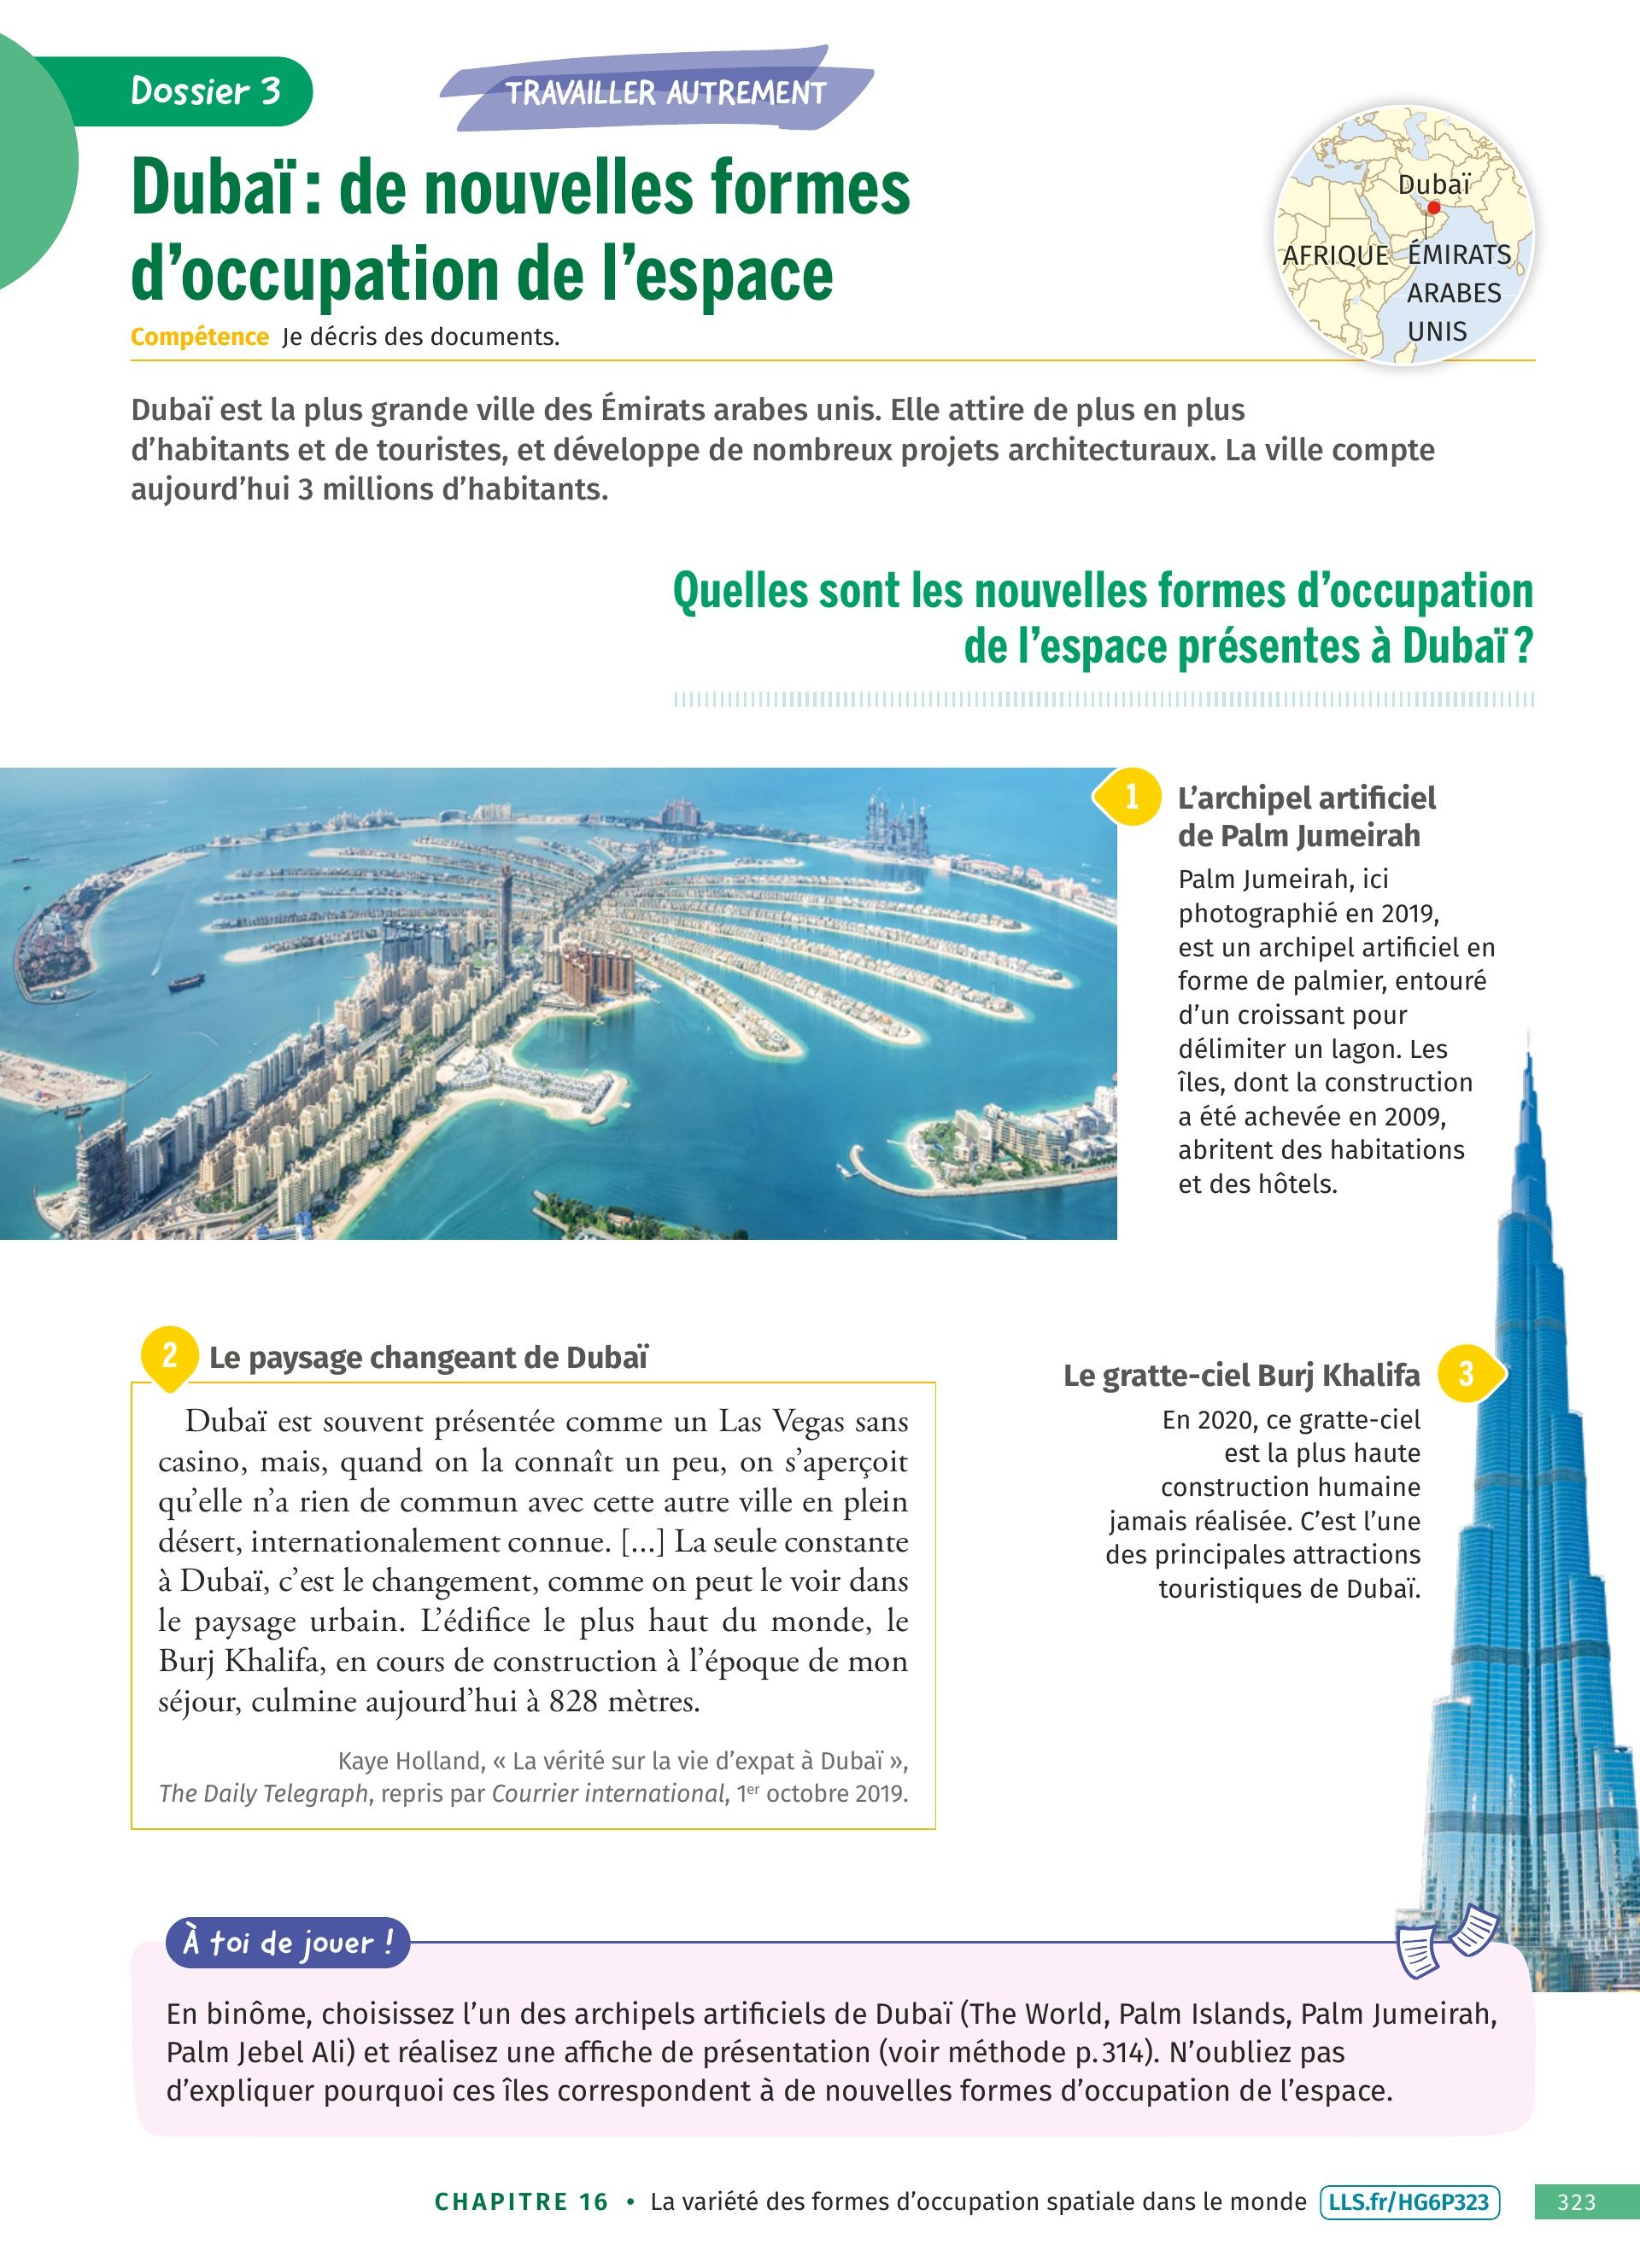 Dossier 3
TRAVAILLER AUTREMENT
Dubaï : de nouvelles formes
d’occupation de l’espace
Compétence Je décris des documents.
Dubaï
AFRIQUE ÉMIRATS
ARABES
UNIS
Dubaï est la plus grande ville des Émirats arabes unis. Elle attire de plus en plus
d’habitants et de touristes, et développe de nombreux projets architecturaux. La ville compte
aujourd’hui 3 millions d’habitants.
Quelles sont les nouvelles formes d’occupation
de l’espace présentes à Dubaï ?
1 L’archipel artificiel
de Palm Jumeirah
Palm Jumeirah, ici
photographié en 2019,
est un archipel artificiel en
forme de palmier, entouré
d’un croissant pour
délimiter un lagon. Les
îles, dont la construction
a été achevée en 2009,
abritent des habitations
et des hôtels.
2 Le paysage changeant de Dubaï
Dubaï est souvent présentée comme un Las Vegas sans
casino, mais, quand on la connaît un peu, on s’aperçoit
qu’elle n’a rien de commun avec cette autre ville en plein
désert, internationalement connue. [...] La seule constante
à Dubaï, c’est le changement, comme on peut le voir dans
le paysage urbain. L’édifice le plus haut du monde, le
Burj Khalifa, en cours de construction à l’époque de mon
séjour, culmine aujourd’hui à 828 mètres.
Kaye Holland, « La vérité sur la vie d’expat à Dubaï »,
The Daily Telegraph, repris par Courrier international, 1er octobre 2019.
Le gratte-ciel Burj Khalifa 3
En 2020, ce gratte-ciel
est la plus haute
construction humaine
jamais réalisée. C’est l’une
des principales attractions
touristiques de Dubaï.
À toi de jouer !
En binôme, choisissez l’un des archipels artificiels de Dubaï (The World, Palm Islands, Palm Jumeirah,
Palm Jebel Ali) et réalisez une affiche de présentation (voir méthode p. 314). N’oubliez pas
d’expliquer pourquoi ces îles correspondent à de nouvelles formes d’occupation de l’espace.
CHAPITRE 16 • La variété des formes d’occupation spatiale dans le monde LLS.fr/HG6P323 323